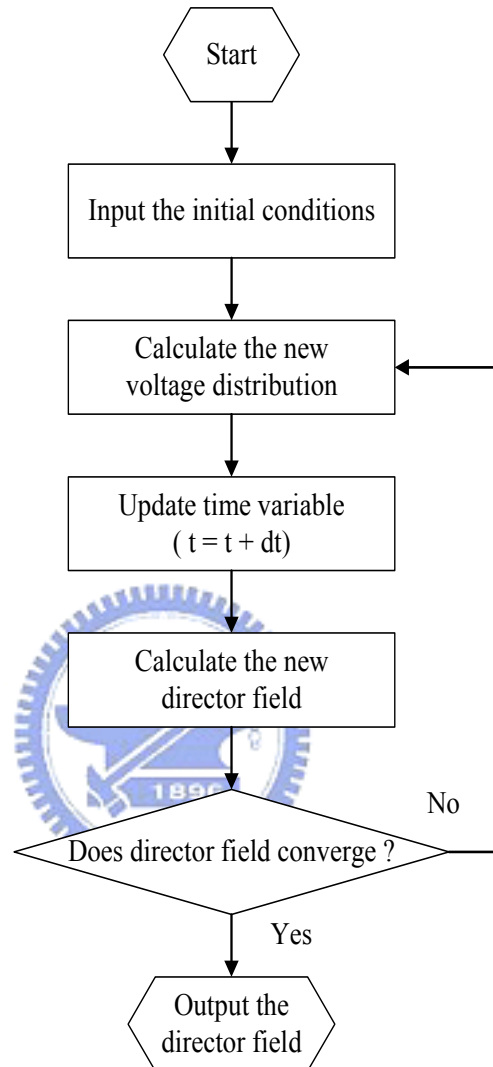 Start
Input the initial conditions
Calculate the new
voltage distribution
Update time variable
( t = t + dt)
Calculate the new
director field
1896
No
Does director field converge ?
Yes
Output the
director field